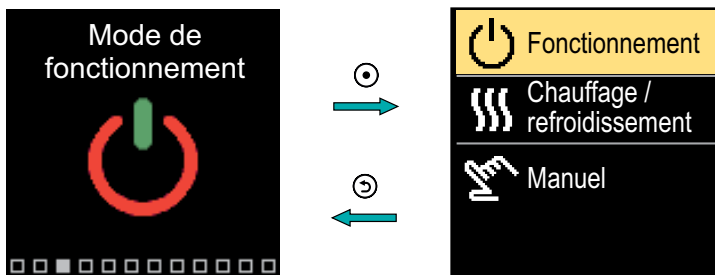 Mode de
fonctionnement
Fonctionnement
Chauffage /
refroidissement
Manuel